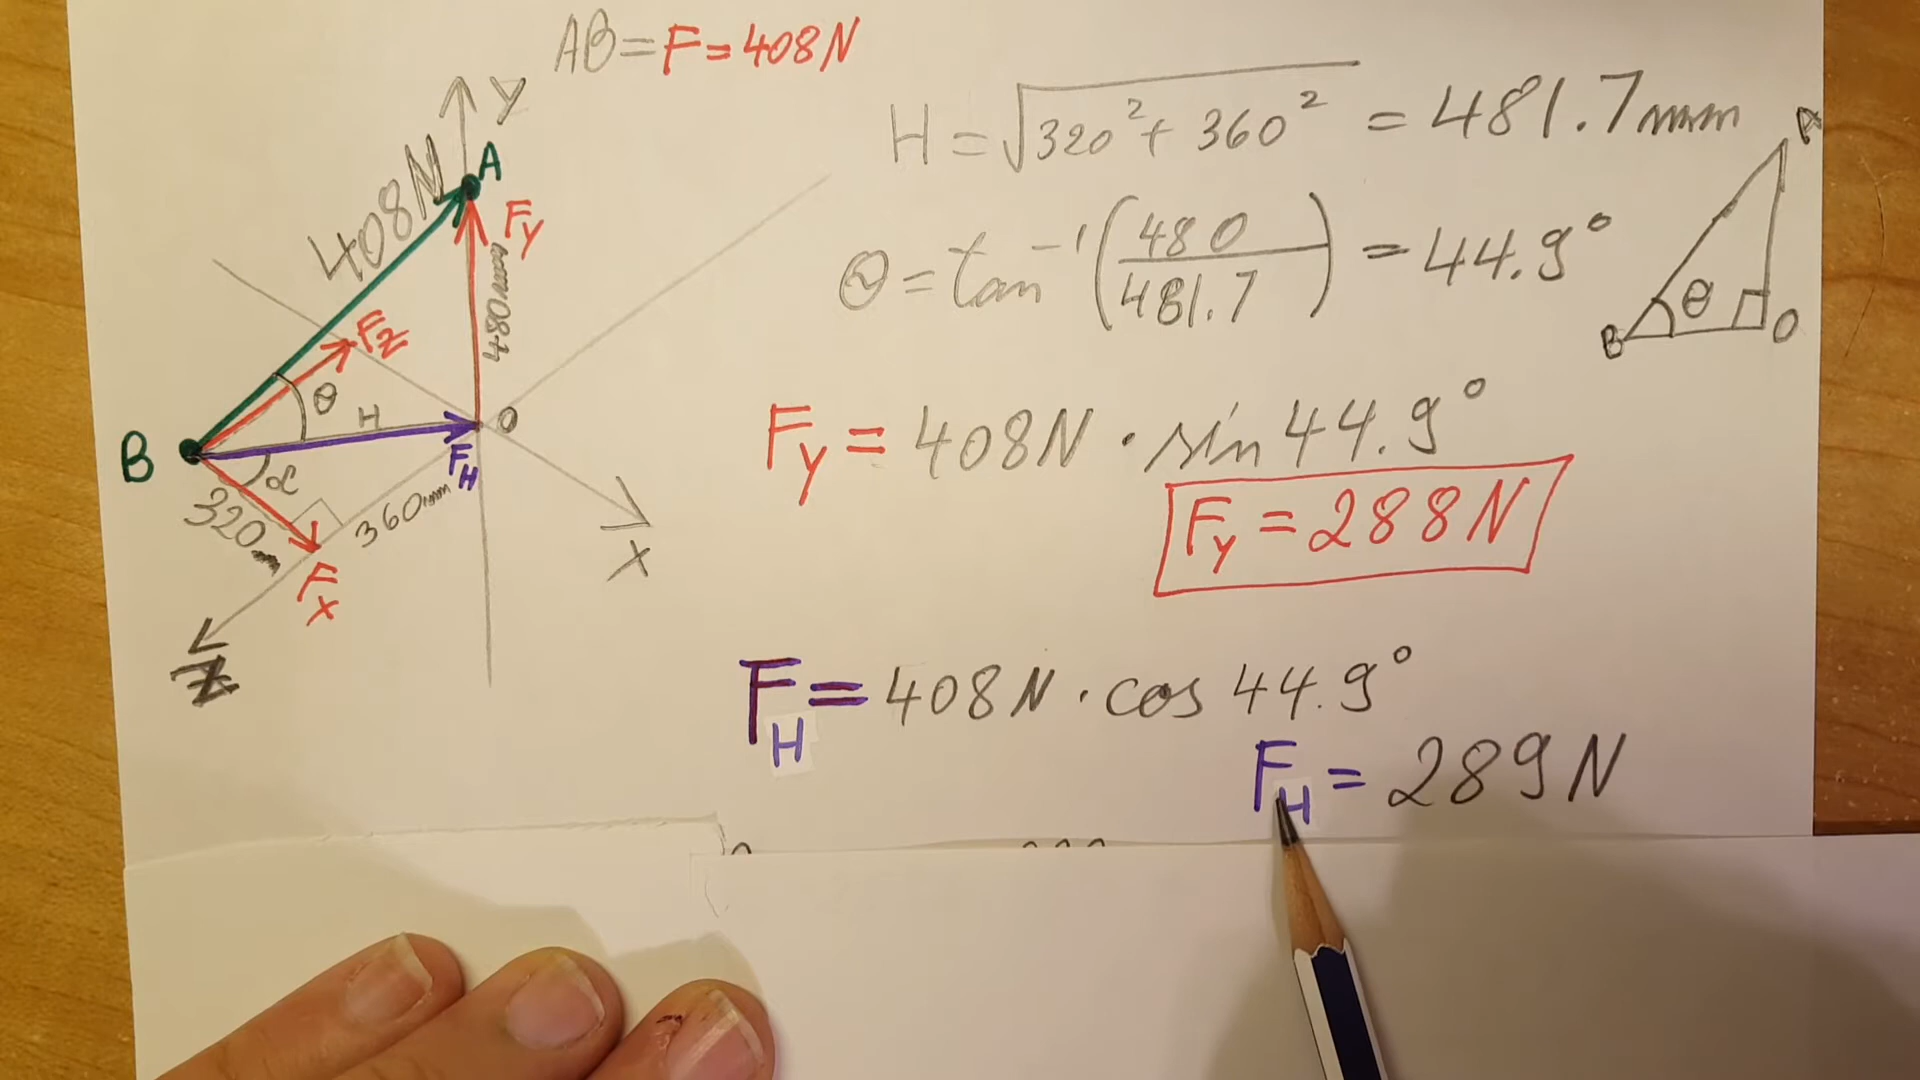 AB = F = 408N
Y
A
408N
Fy
480mm
Fz
θ
H
O
B
FH
α
320
360mm
Fx
X
Z
H = √320² + 360² = 481.7mm
A
θ = tan⁻¹(480/481.7) = 44.9°
θ
B
O
Fy = 408N · sin 44.9°
Fy = 288N
FH = 408N · cos 44.9°
FH = 289N